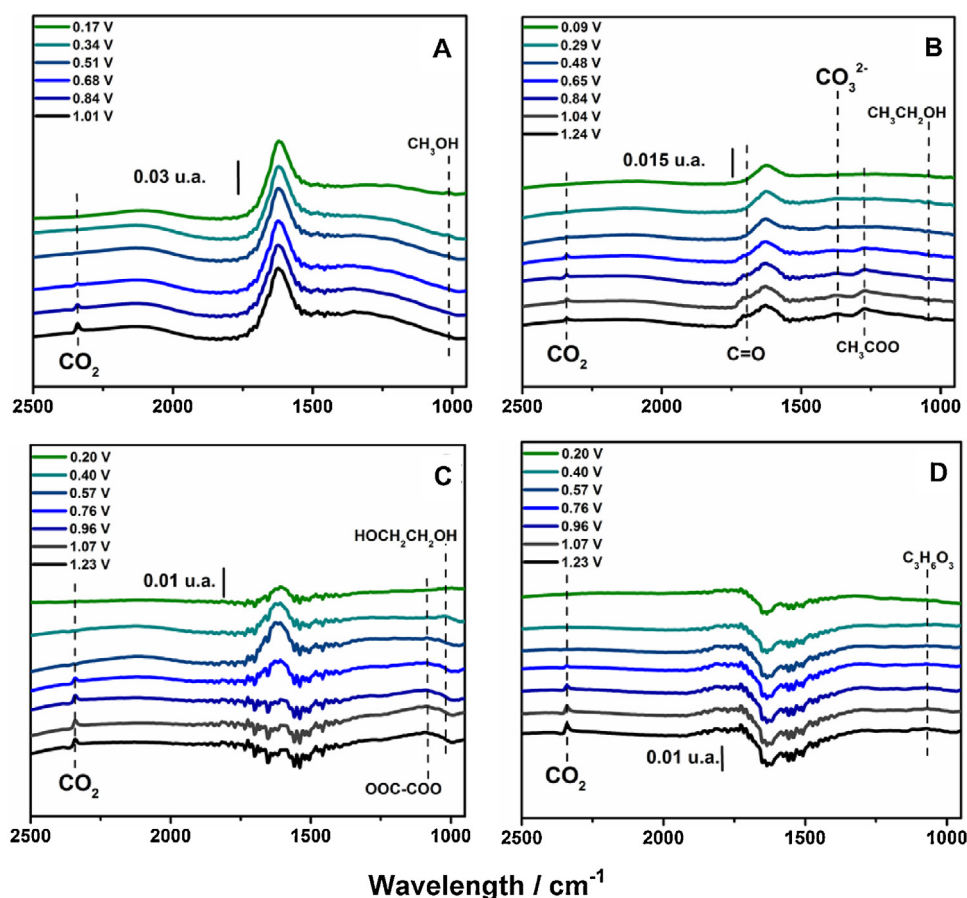 0.17 V
0.34 V
0.51 V
0.68 V
0.84 V
1.01 V
A
CH₃OH
0.03 u.a.
CO₂
2500 2000 1500 1000
0.09 V
0.29 V
0.48 V
0.65 V
0.84 V
1.04 V
1.24 V
B
CO₃²⁻
CH₃CH₂OH
0.015 u.a.
CO₂
C=O
CH₃COO
2500 2000 1500 1000
0.20 V
0.40 V
0.57 V
0.76 V
0.96 V
1.07 V
1.23 V
C
HOCH₂CH₂OH
0.01 u.a.
CO₂
OOC-COO
2500 2000 1500 1000
0.20 V
0.40 V
0.57 V
0.76 V
0.96 V
1.07 V
1.23 V
D
C₃H₆O₃
0.01 u.a.
CO₂
2500 2000 1500 1000
Wavelength / cm⁻¹